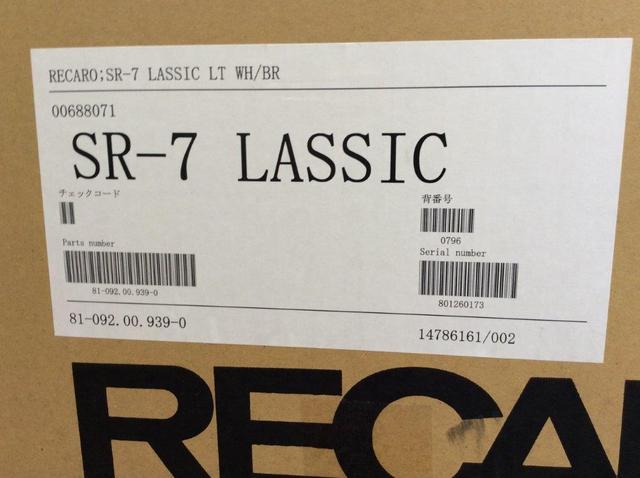 RECARO;SR-7 LASSIC LT WH/BR
00688071
SR-7 LASSIC
チェックコード
背番号
0796
Parts number
Serial number
81-092.00.939-0
801260173
81-092.00.939-0
14786161/002
RECA